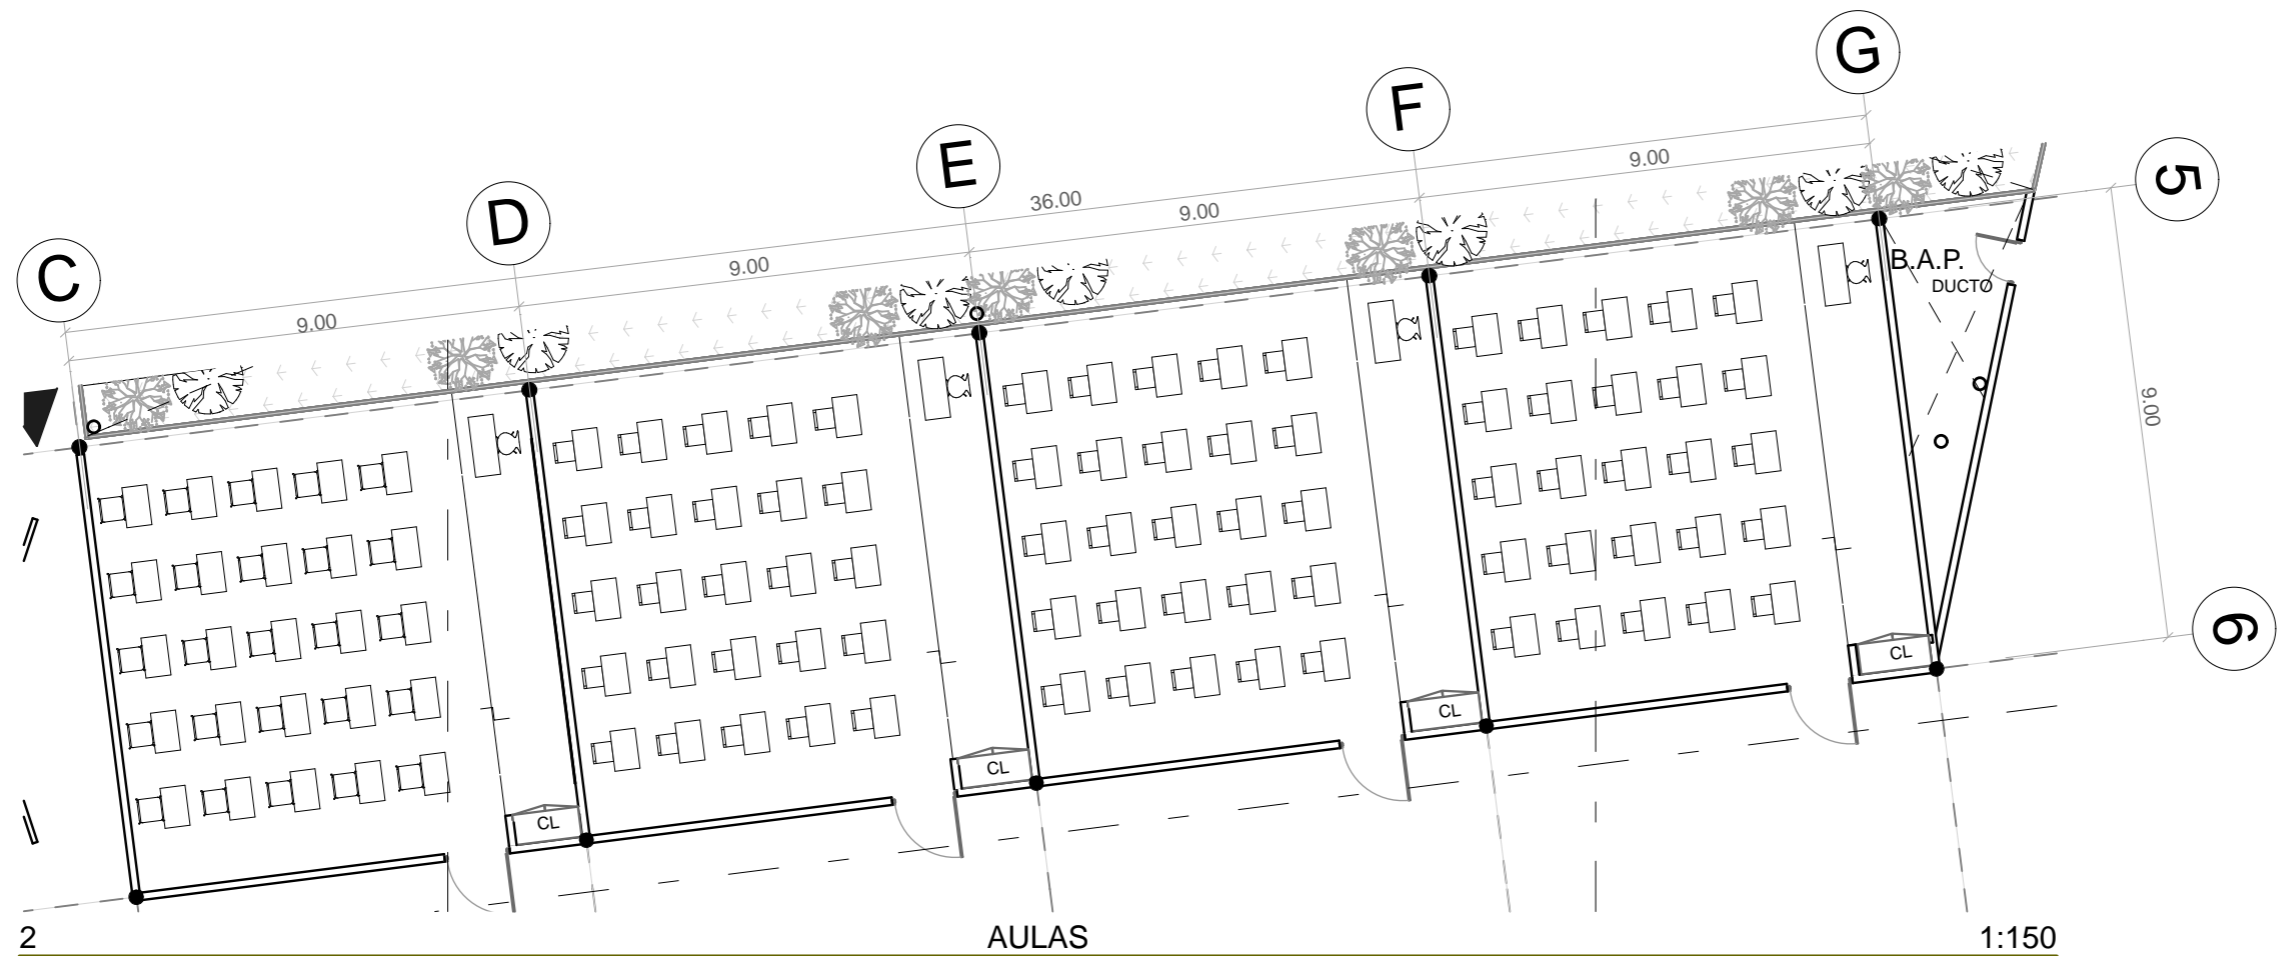 G
F
E
D
C
5
9.00
36.00
9.00
9.00
9.00
B.A.P.
DUCTO
9.00
6
CL
CL
CL
CL
2 AULAS 1:150